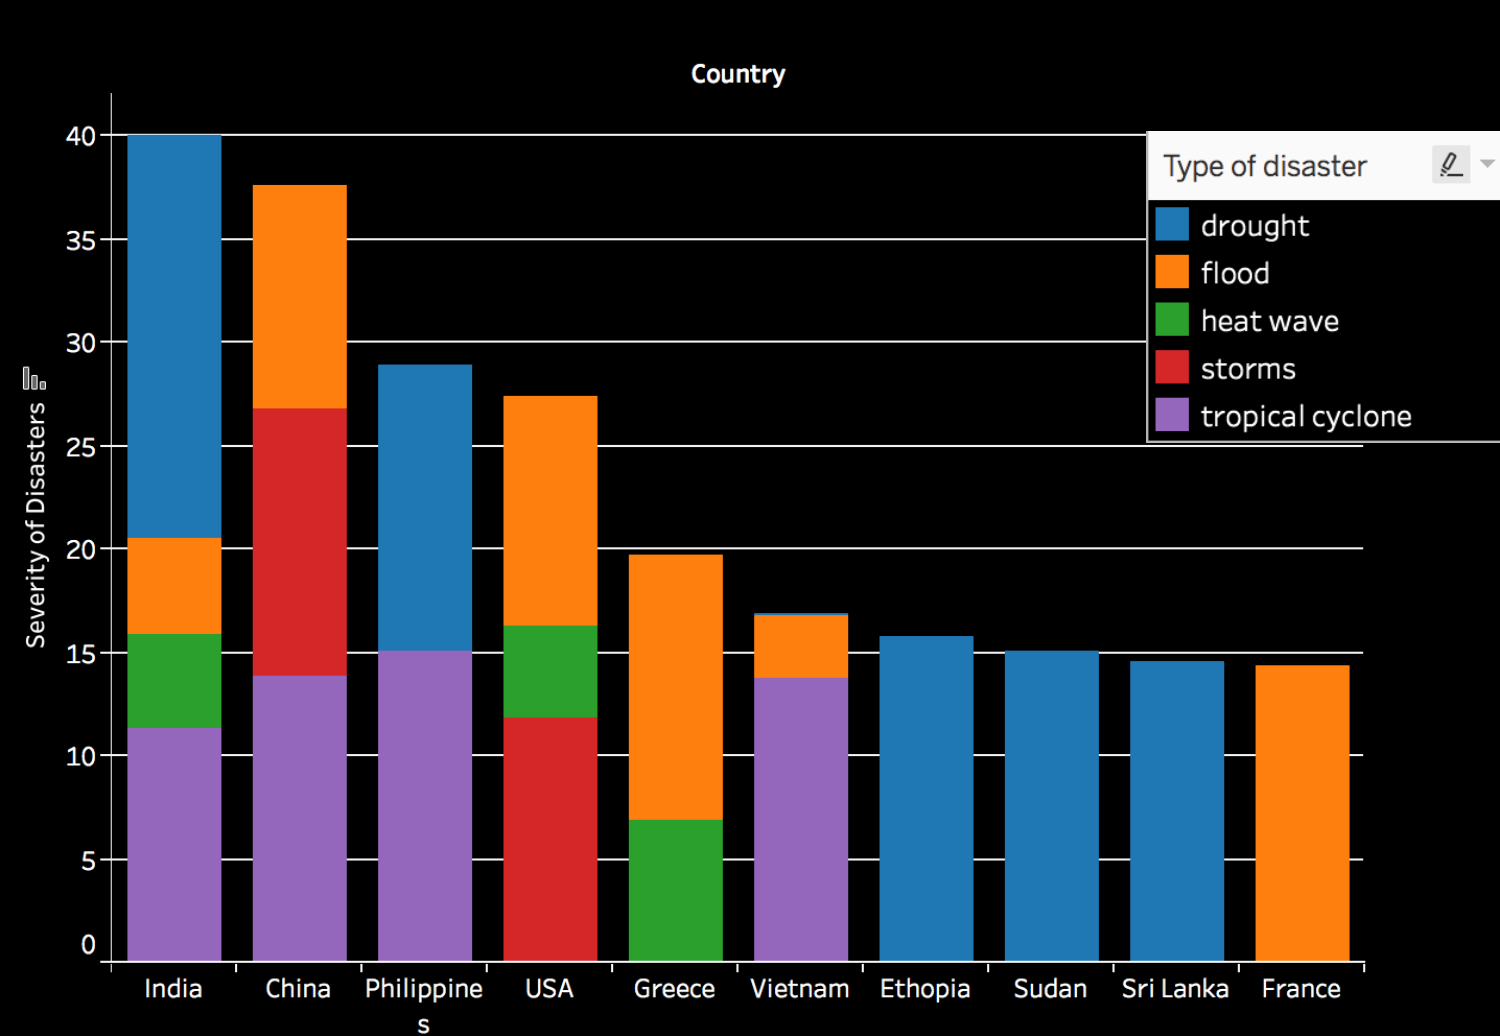 Country
40
35
30
25
20
15
10
5
0
Severity of Disasters
Type of disaster
drought
flood
heat wave
storms
tropical cyclone
India China Philippine USA Greece Vietnam Ethopia Sudan Sri Lanka France
s